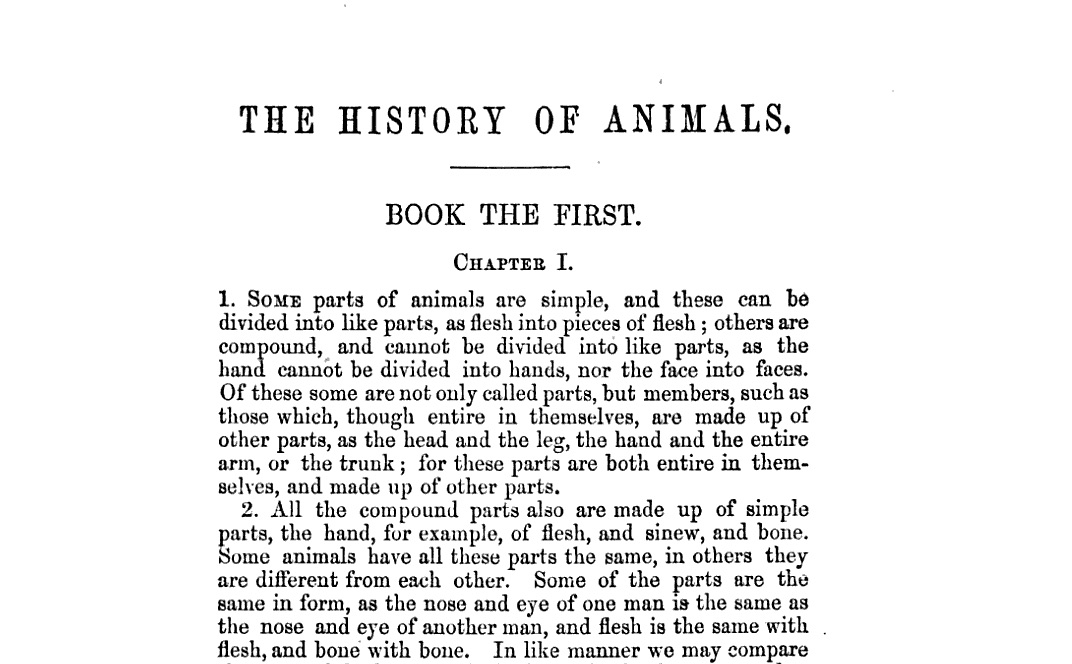 THE HISTORY OF ANIMALS.
BOOK THE FIRST.
CHAPTER I.
1. SOME parts of animals are simple, and these can be
divided into like parts, as flesh into pieces of flesh ; others are
compound, and cannot be divided into like parts, as the
hand cannot be divided into hands, nor the face into faces.
Of these some are not only called parts, but members, such as
those which, though entire in themselves, are made up of
other parts, as the head and the leg, the hand and the entire
arm, or the trunk ; for these parts are both entire in them-
selves, and made up of other parts.
2. All the compound parts also are made up of simple
parts, the hand, for example, of flesh, and sinew, and bone.
Some animals have all these parts the same, in others they
are different from each other. Some of the parts are the
same in form, as the nose and eye of one man is the same as
the nose and eye of another man, and flesh is the same with
flesh, and bone with bone. In like manner we may compare